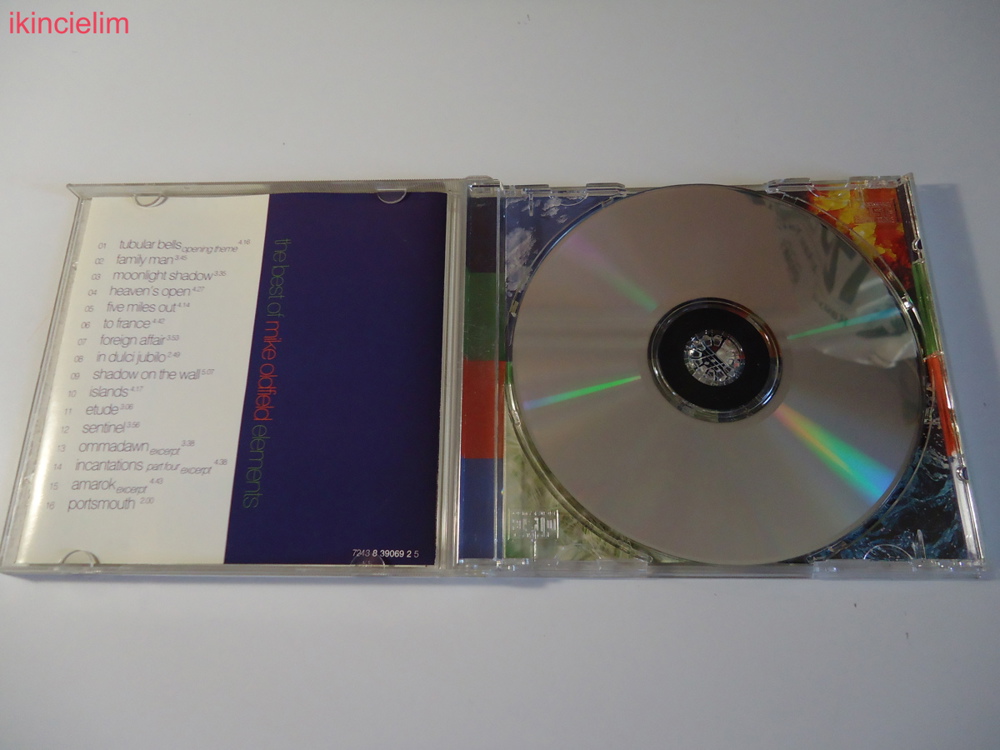 ikincielim
01 tubular bells opening theme 4.16
02 family man 3.45
03 moonlight shadow 3.35
04 heaven's open 4.27
05 five miles out 4.14
06 to france 4.42
07 foreign affair 3.53
08 in dulci jubilo 2.49
09 shadow on the wall 5.07
10 islands 4.17
11 etude 3.36
12 sentinel 3.56
13 ommadawn excerpt 3.38
14 incantations part four excerpt 4.38
15 amarok excerpt 4.43
16 portsmouth 2.00
the best of mike oldfield elements
7243 8 39069 2 5